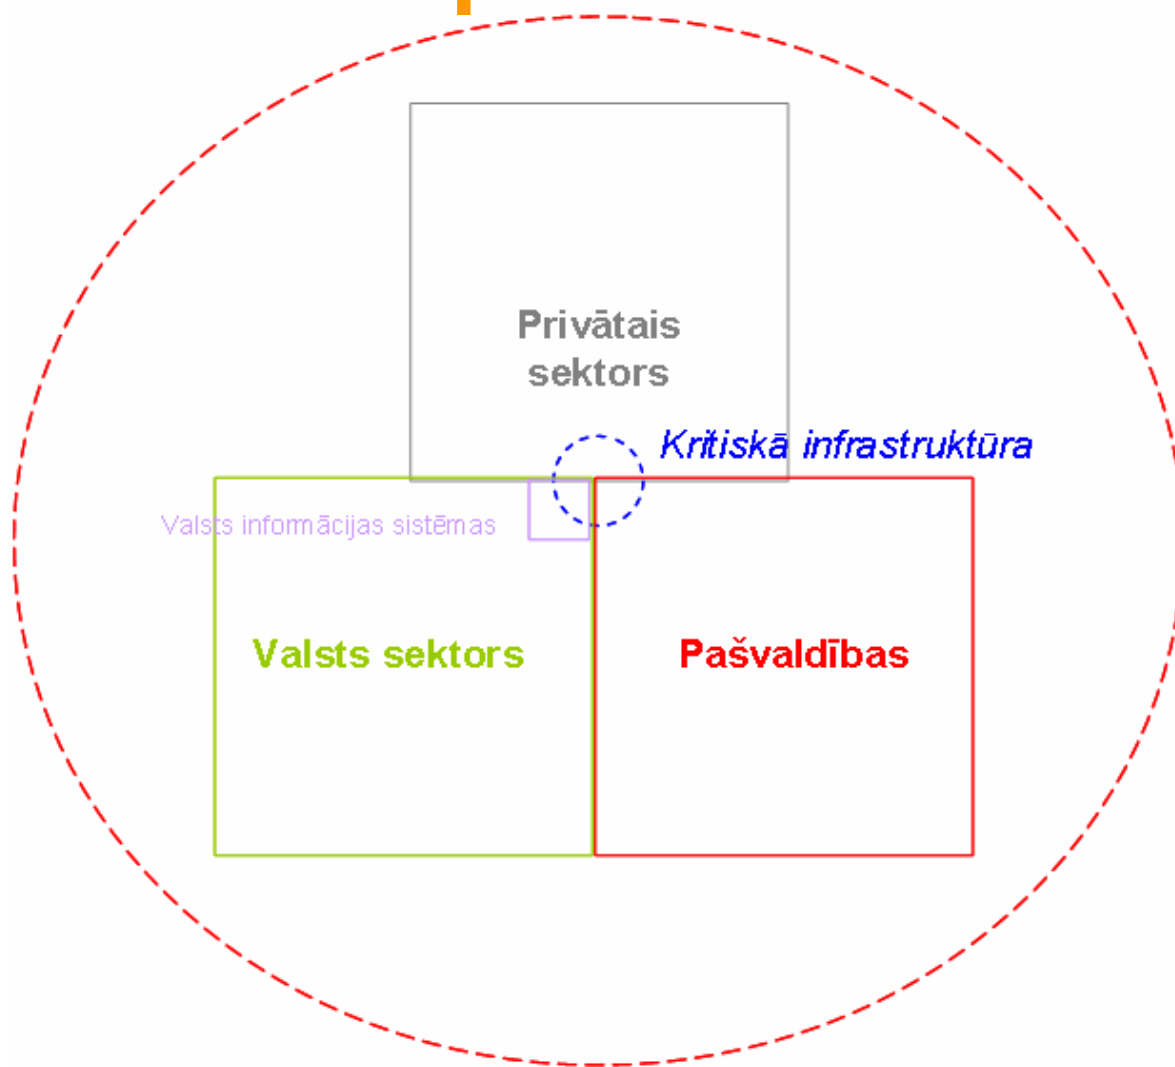 Privātais
sektors
Kritiskā infrastruktūra
Valsts informācijas sistēmas
Valsts sektors
Pašvaldības